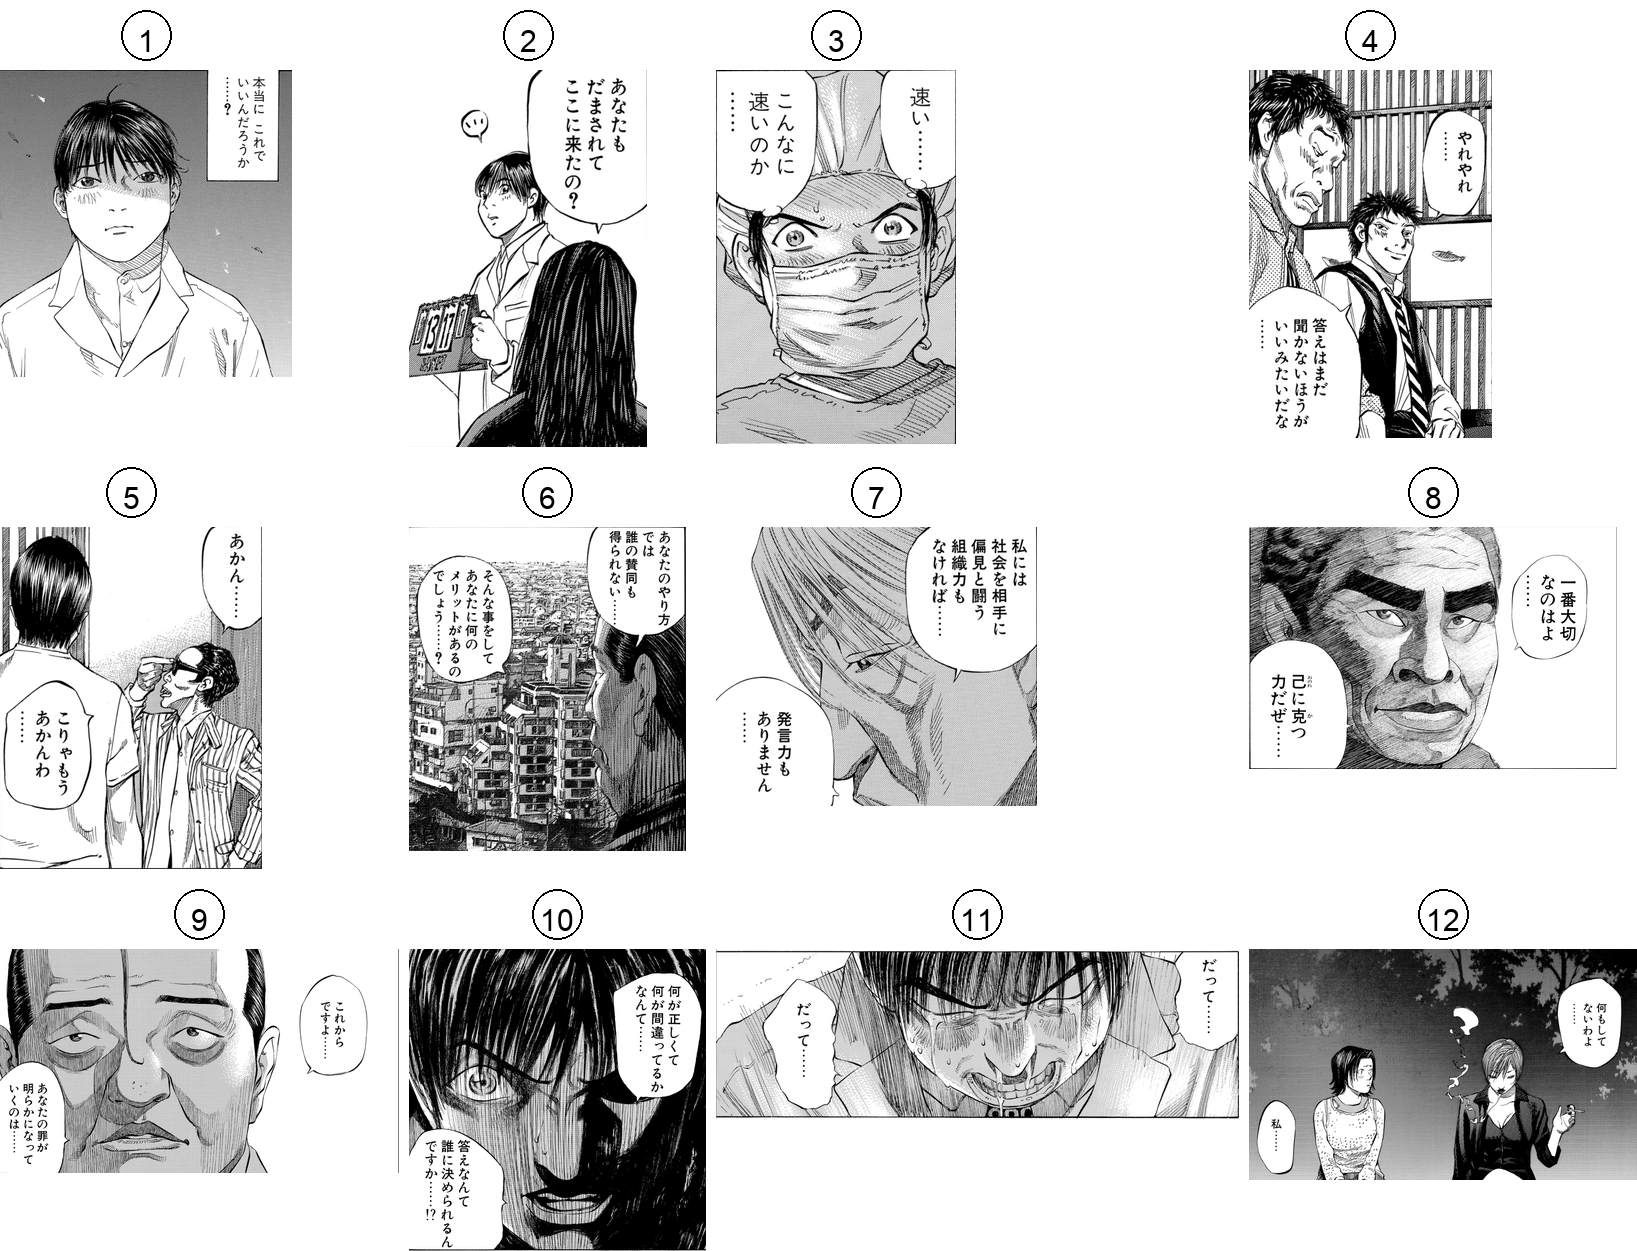 1
本当に これで
いいんだろうか
……?
2
あなたも
だまされて
ここに来たの?
13
17
3
速い……
こんなに
速いのか
……
4
やれやれ
……
答えはまだ
聞かないほうが
いいみたいだな
……
5
あかん……
こりゃもう
あかんわ
……
6
あなたのやり方
では
誰の賛同も
得られない……
そんな事をして
あなたに何の
メリットがあるの
でしょう……?
7
私には
社会を相手に
偏見と闘う
組織力も
なければ……
発言力も
ありません
……
8
一番大切
なのはよ
……
己に克つ
おのれ
か
力だぜ……
9
これから
ですよ……
あなたの罪が
明らかになって
いくのは……
10
何が正しくて
何が間違ってるか
なんて……
答えなんて
誰に決められるん
ですか……!?
11
だって……
だって……
12
何もして
ないわよ
……
私……